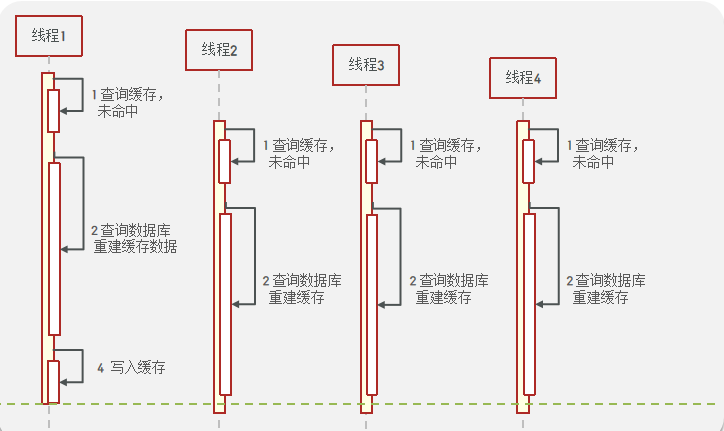 线程1
线程2
线程3
线程4
1 查询缓存，
未命中
2 查询数据库
重建缓存数据
4 写入缓存
1 查询缓存，
未命中
2 查询数据库
重建缓存
1 查询缓存，
未命中
2 查询数据库
重建缓存
1 查询缓存，
未命中
2 查询数据库
重建缓存